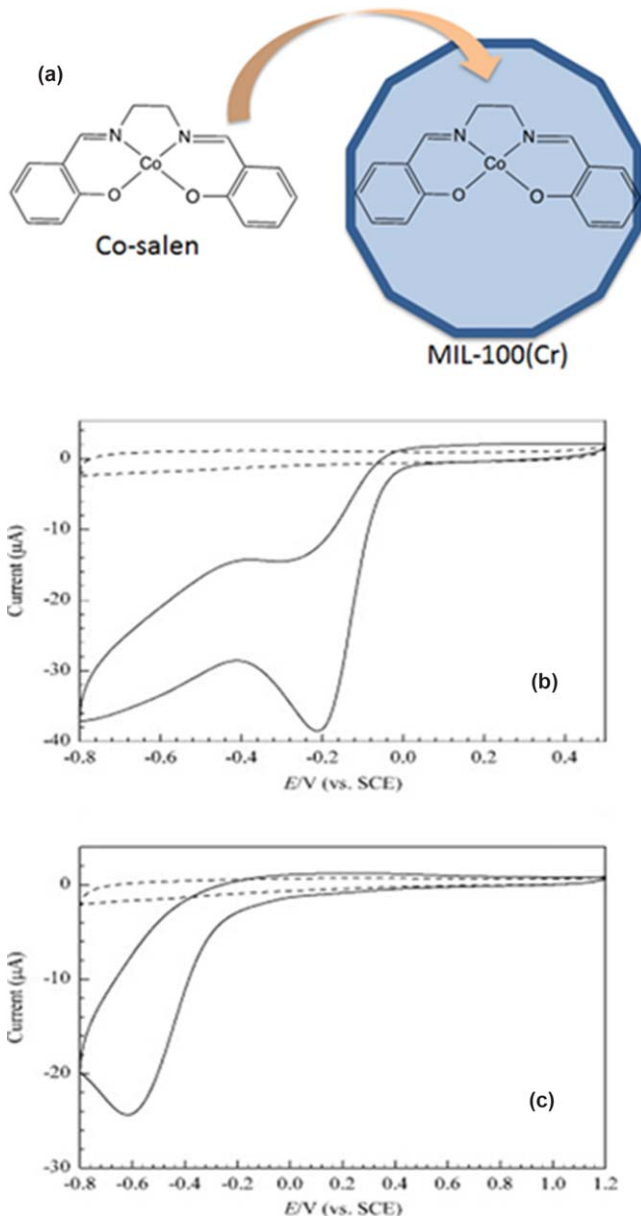 (a)
N
N
Co
O
O
Co-salen
N
N
Co
O
O
MIL-100(Cr)
0
-10
-20
-30
-40
Current (µA)
(b)
-0.8 -0.6 -0.4 -0.2 0.0 0.2 0.4
E/V (vs. SCE)
0
-10
-20
-30
Current (µA)
(c)
-0.8 -0.6 -0.4 -0.2 0.0 0.2 0.4 0.6 0.8 1.0 1.2
E/V (vs. SCE)